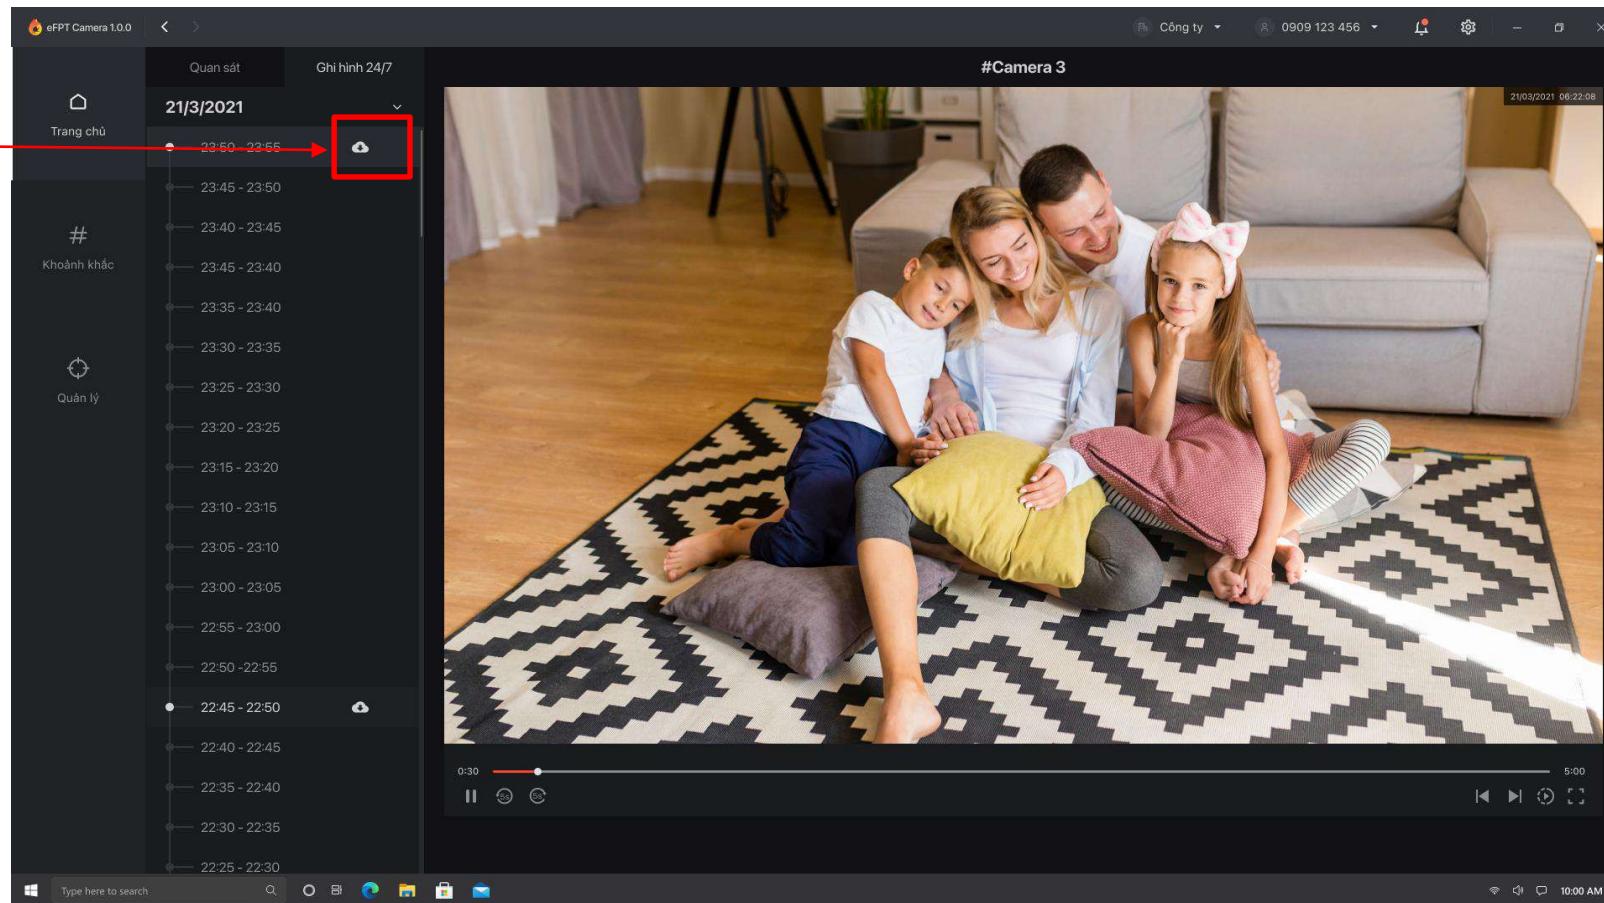 eFPT Camera 1.0.0
Công ty
0909 123 456
Quan sát
Ghi hình 24/7
#Camera 3
21/3/2021
21/03/2021 06:22:08
Trang chủ
23:50 - 23:55
23:45 - 23:50
23:40 - 23:45
Khoảnh khắc
23:45 - 23:40
23:35 - 23:40
23:30 - 23:35
Quản lý
23:25 - 23:30
23:20 - 23:25
23:15 - 23:20
23:10 - 23:15
23:05 - 23:10
23:00 - 23:05
22:55 - 23:00
22:50 -22:55
22:45 - 22:50
22:40 - 22:45
22:35 - 22:40
22:30 - 22:35
22:25 - 22:30
0:30
5:00
5s
5s
Type here to search
10:00 AM